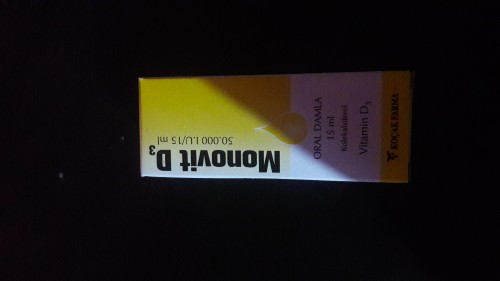 Monovit D₃
50.000 I.U/15 ml
ORAL DAMLA
15 ml
Kolekalsiferol
Vitamin D₃
KOÇAK FARMA